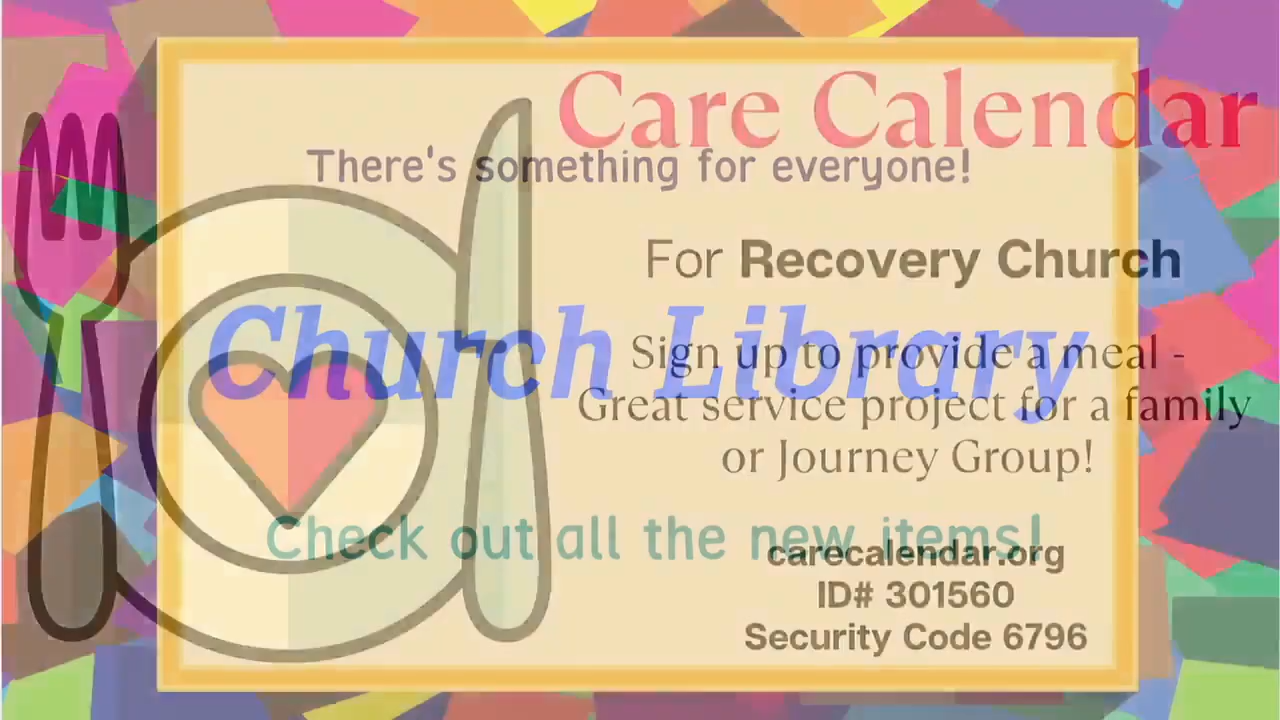 Care Calendar
There's something for everyone!
For Recovery Church
Church Library
Sign up to provide a meal -
Great service project for a family
or Journey Group!
Check out all the new items!
carecalendar.org
ID# 301560
Security Code 6796